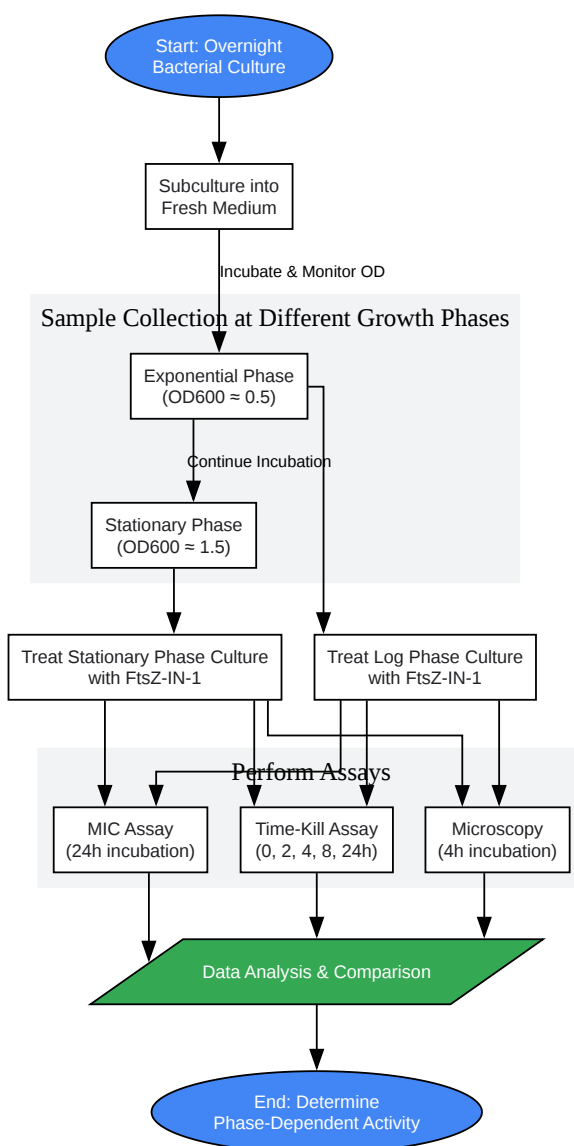 Start: Overnight
Bacterial Culture
Subculture into
Fresh Medium
Incubate & Monitor OD
Sample Collection at Different Growth Phases
Exponential Phase
(OD600 ≈ 0.5)
Continue Incubation
Stationary Phase
(OD600 ≈ 1.5)
Treat Stationary Phase Culture
with FtsZ-IN-1
Treat Log Phase Culture
with FtsZ-IN-1
Perform Assays
MIC Assay
(24h incubation)
Time-Kill Assay
(0, 2, 4, 8, 24h)
Microscopy
(4h incubation)
Data Analysis & Comparison
End: Determine
Phase-Dependent Activity